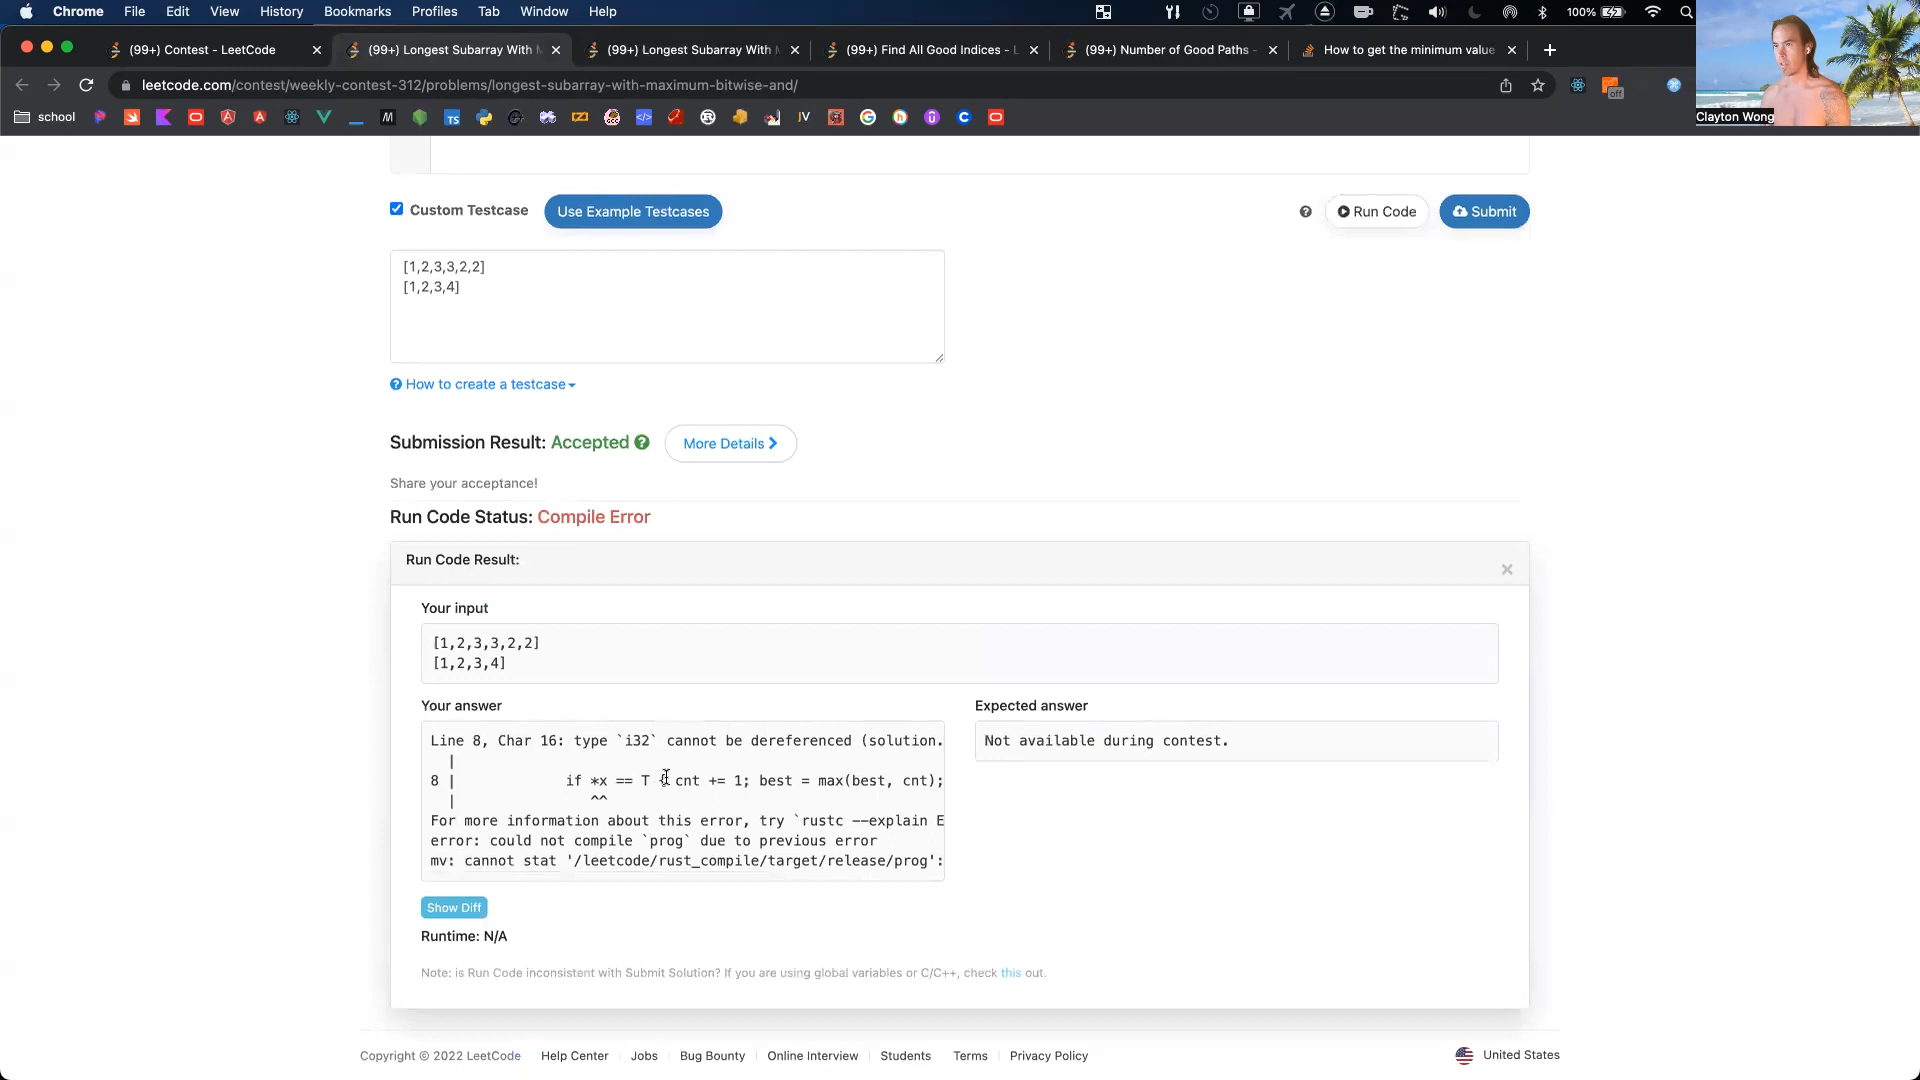 Chrome File Edit View History Bookmarks Profiles Tab Window Help 100%
(99+) Contest - LeetCode
(99+) Longest Subarray With M
(99+) Longest Subarray With M
(99+) Find All Good Indices - L
(99+) Number of Good Paths -
How to get the minimum value
leetcode.com/contest/weekly-contest-312/problems/longest-subarray-with-maximum-bitwise-and/
off
Clayton Wong
school
M
TS
JV
Custom Testcase
Use Example Testcases
Run Code
Submit
[1,2,3,3,2,2]
[1,2,3,4]
How to create a testcase
Submission Result: Accepted
More Details
Share your acceptance!
Run Code Status: Compile Error
Run Code Result:
Your input
[1,2,3,3,2,2]
[1,2,3,4]
Your answer
Expected answer
Line 8, Char 16: type `i32` cannot be dereferenced (solution.
|
8 | if *x == T { cnt += 1; best = max(best, cnt);
| ^^
For more information about this error, try `rustc --explain E
error: could not compile `prog` due to previous error
mv: cannot stat '/leetcode/rust_compile/target/release/prog':
Not available during contest.
Show Diff
Runtime: N/A
Note: is Run Code inconsistent with Submit Solution? If you are using global variables or C/C++, check this out.
Copyright © 2022 LeetCode Help Center Jobs Bug Bounty Online Interview Students Terms Privacy Policy United States